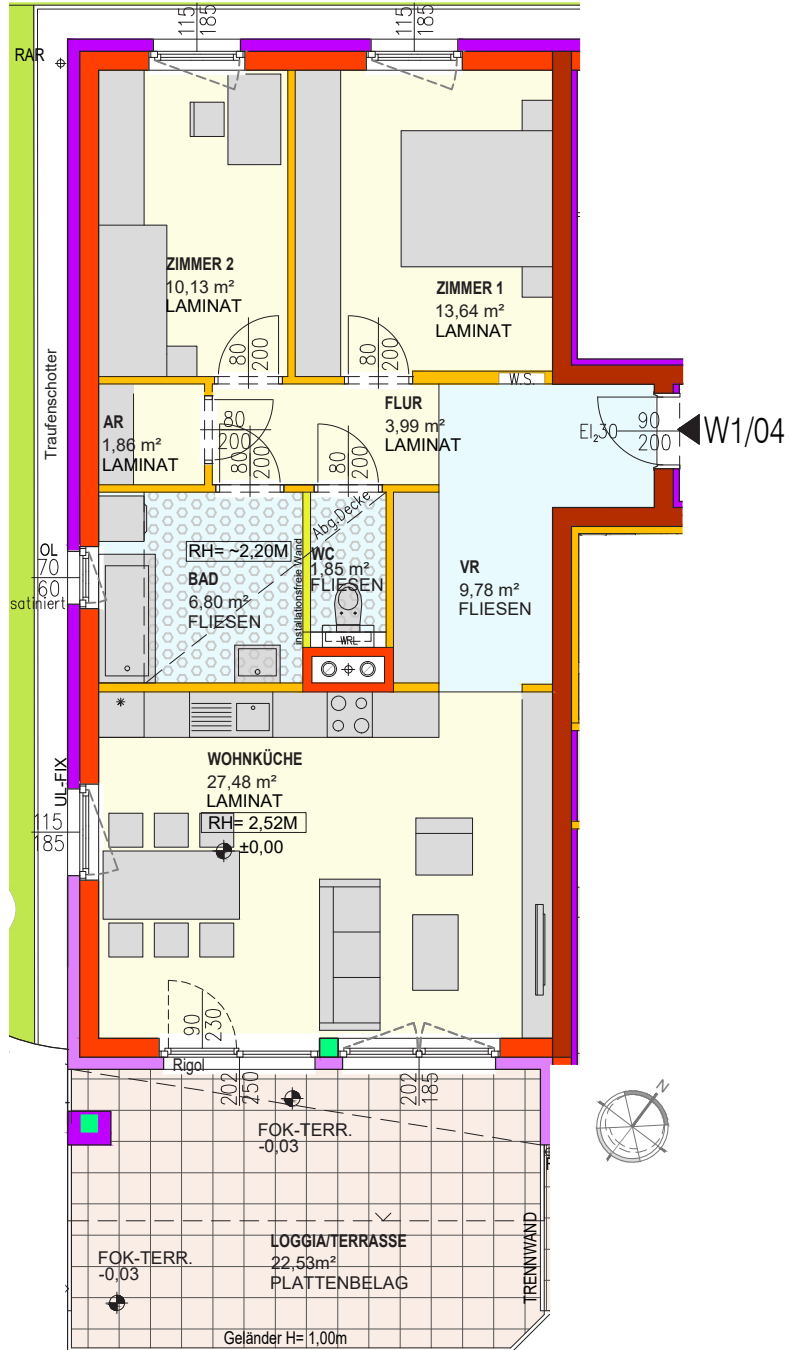 115
185
115
185
RAR
ZIMMER 2
10,13 m²
LAMINAT
ZIMMER 1
13,64 m²
LAMINAT
Traufenschotter
80
200
80
200
W.S.
AR
1,86 m²
LAMINAT
80
200
FLUR
3,99 m²
LAMINAT
EI₂30
90
200
W1/04
80
200
80
200
Abg.Decke
RH= ~2,20M
OL
70
60
satiniert
BAD
6,80 m²
FLIESEN
installationsfreie Wand
WC
1,85 m²
FLIESEN
VR
9,78 m²
FLIESEN
WRL
WOHNKÜCHE
27,48 m²
LAMINAT
RH= 2,52M
±0,00
UL-FIX
115
185
90
230
Rigol
202
250
202
185
N
FOK-TERR.
-0,03
LOGGIA/TERRASSE
22,53m²
PLATTENBELAG
FOK-TERR.
-0,03
TRENNWAND
Geländer H= 1,00m